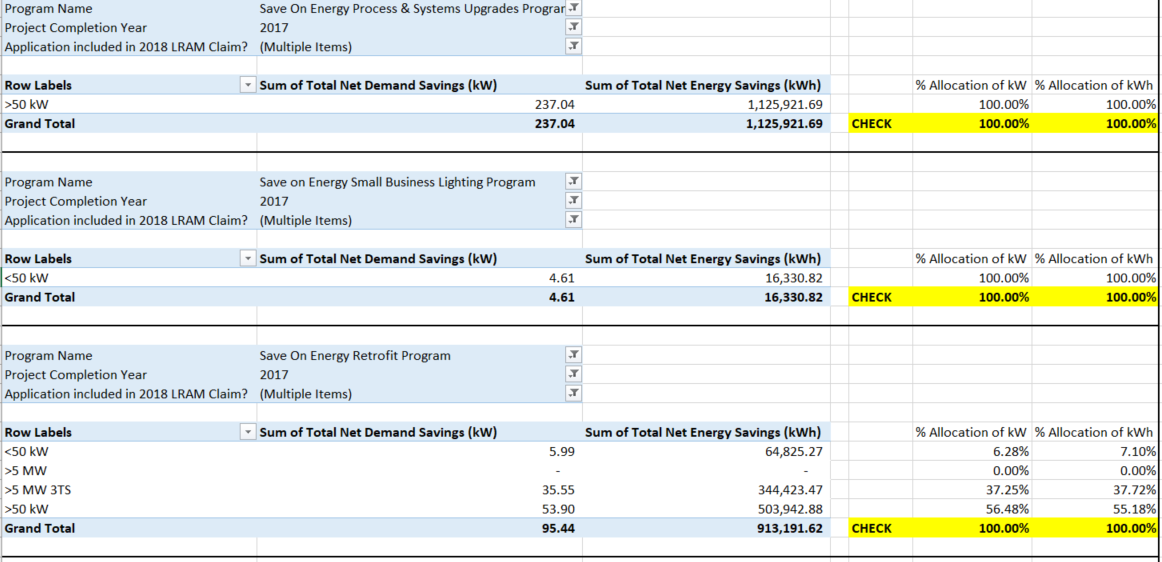 Program Name Save On Energy Process & Systems Upgrades Program
Project Completion Year 2017
Application included in 2018 LRAM Claim? (Multiple Items)
Row Labels Sum of Total Net Demand Savings (kW) Sum of Total Net Energy Savings (kWh) % Allocation of kW % Allocation of kWh
>50 kW 237.04 1,125,921.69 100.00% 100.00%
Grand Total 237.04 1,125,921.69 CHECK 100.00% 100.00%
Program Name Save on Energy Small Business Lighting Program
Project Completion Year 2017
Application included in 2018 LRAM Claim? (Multiple Items)
Row Labels Sum of Total Net Demand Savings (kW) Sum of Total Net Energy Savings (kWh) % Allocation of kW % Allocation of kWh
<50 kW 4.61 16,330.82 100.00% 100.00%
Grand Total 4.61 16,330.82 CHECK 100.00% 100.00%
Program Name Save On Energy Retrofit Program
Project Completion Year 2017
Application included in 2018 LRAM Claim? (Multiple Items)
Row Labels Sum of Total Net Demand Savings (kW) Sum of Total Net Energy Savings (kWh) % Allocation of kW % Allocation of kWh
<50 kW 5.99 64,825.27 6.28% 7.10%
>5 MW - - 0.00% 0.00%
>5 MW 3TS 35.55 344,423.47 37.25% 37.72%
>50 kW 53.90 503,942.88 56.48% 55.18%
Grand Total 95.44 913,191.62 CHECK 100.00% 100.00%